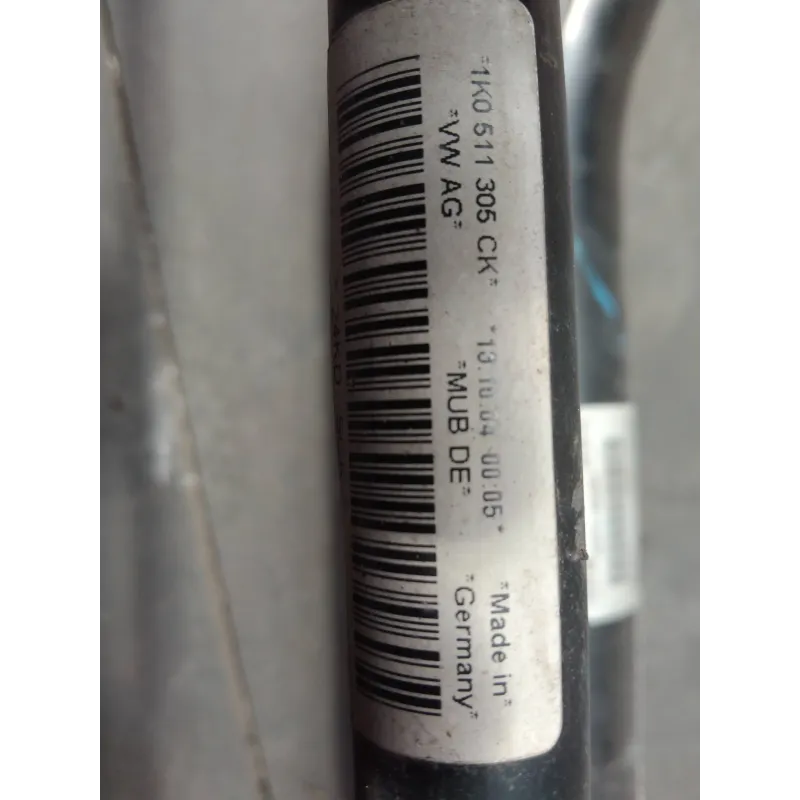 *1K0 511 305 CK* *13.10.04 00:05* *Made in*
*VW AG* *MUB DE* *Germany*